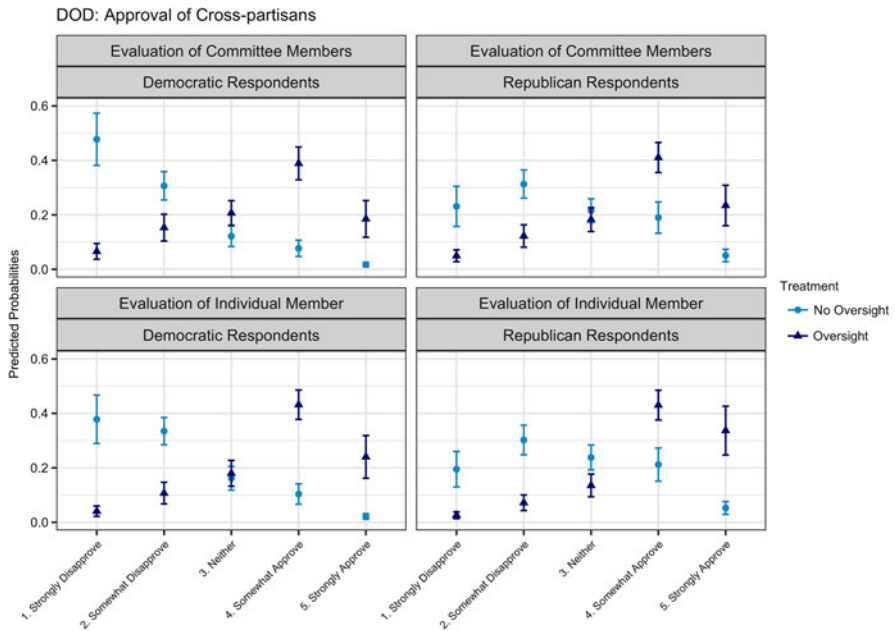 DOD: Approval of Cross-partisans
Evaluation of Committee Members
Democratic Respondents
Evaluation of Committee Members
Republican Respondents
0.6
0.4
0.2
0.0
Evaluation of Individual Member
Democratic Respondents
Evaluation of Individual Member
Republican Respondents
0.6
0.4
0.2
0.0
Predicted Probabilities
1. Strongly Disapprove
2. Somewhat Disapprove
3. Neither
4. Somewhat Approve
5. Strongly Approve
1. Strongly Disapprove
2. Somewhat Disapprove
3. Neither
4. Somewhat Approve
5. Strongly Approve
Treatment
No Oversight
Oversight